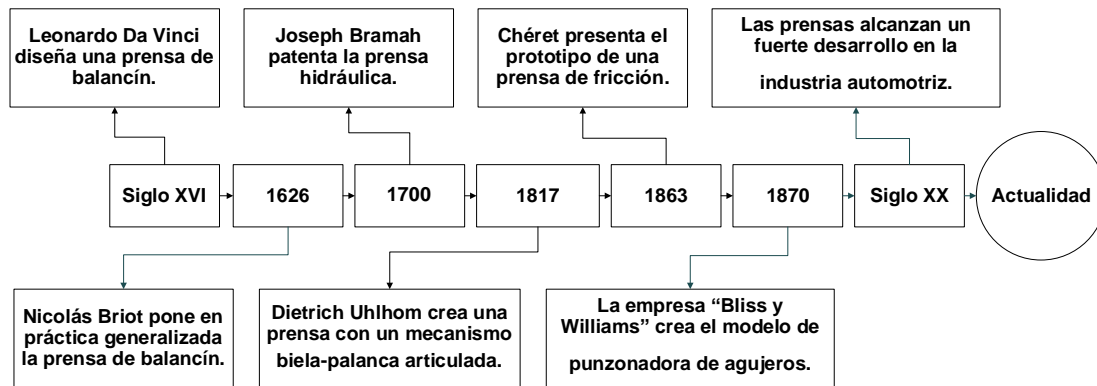 Leonardo Da Vinci
diseña una prensa de
balancín.
Joseph Bramah
patenta la prensa
hidráulica.
Chéret presenta el
prototipo de una
prensa de fricción.
Las prensas alcanzan un
fuerte desarrollo en la
industria automotriz.
Siglo XVI
1626
1700
1817
1863
1870
Siglo XX
Actualidad
Nicolás Briot pone en
práctica generalizada
la prensa de balancín.
Dietrich Uhlhom crea una
prensa con un mecanismo
biela-palanca articulada.
La empresa “Bliss y
Williams” crea el modelo de
punzonadora de agujeros.